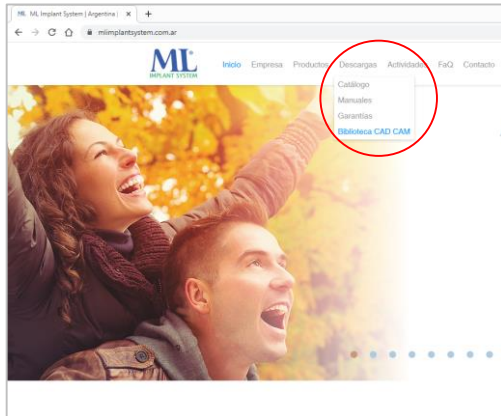 ML ML Implant System | Argentina |
mlimplantsystem.com.ar
ML
IMPLANT SYSTEM
Inicio Empresa Productos Descargas Actividades FaQ Contacto
Catálogo
Manuales
Garantías
Biblioteca CAD CAM